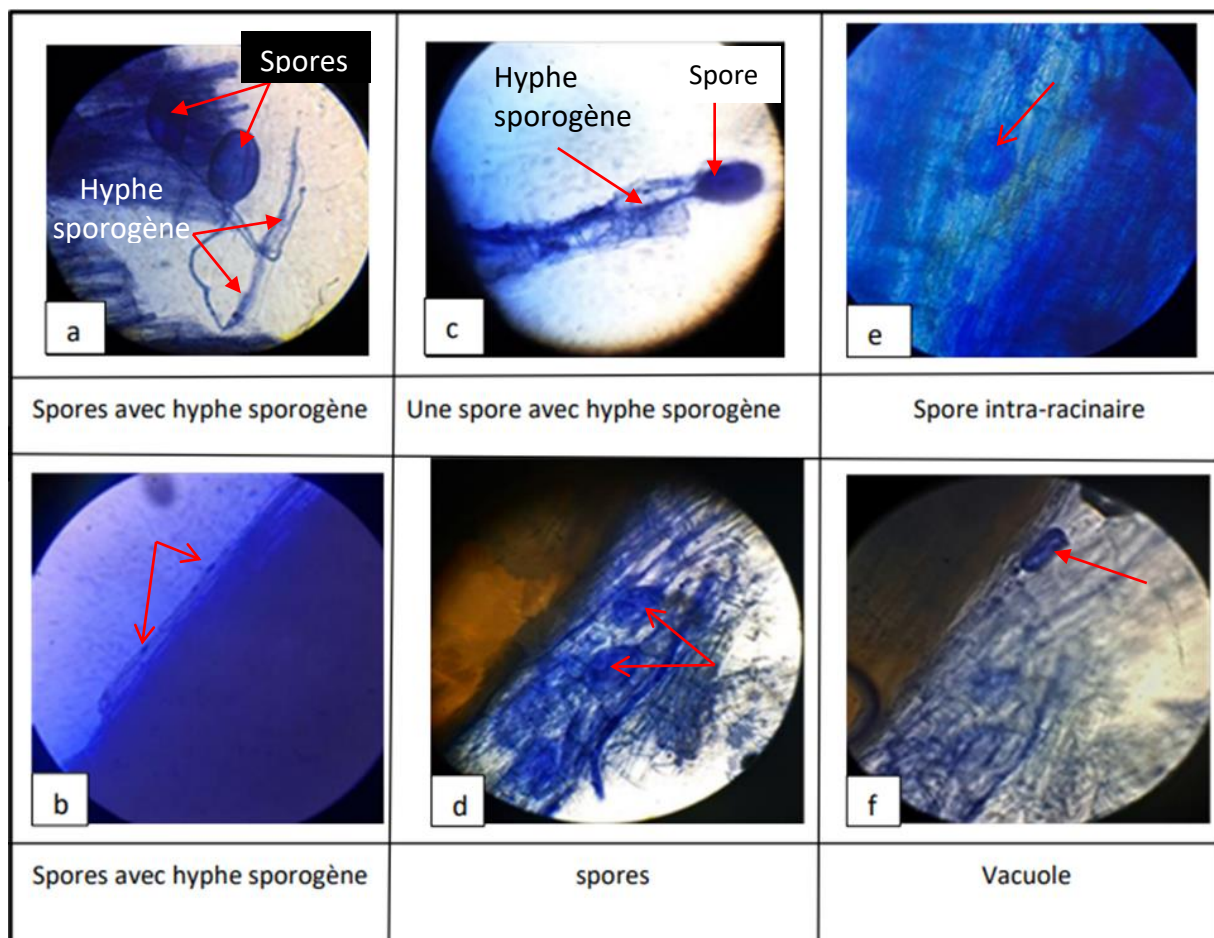 Spores
Hyphe
sporogène
a
Hyphe
sporogène
Spore
c
e
Spores avec hyphe sporogène
Une spore avec hyphe sporogène
Spore intra-racinaire
b
d
f
Spores avec hyphe sporogène
spores
Vacuole